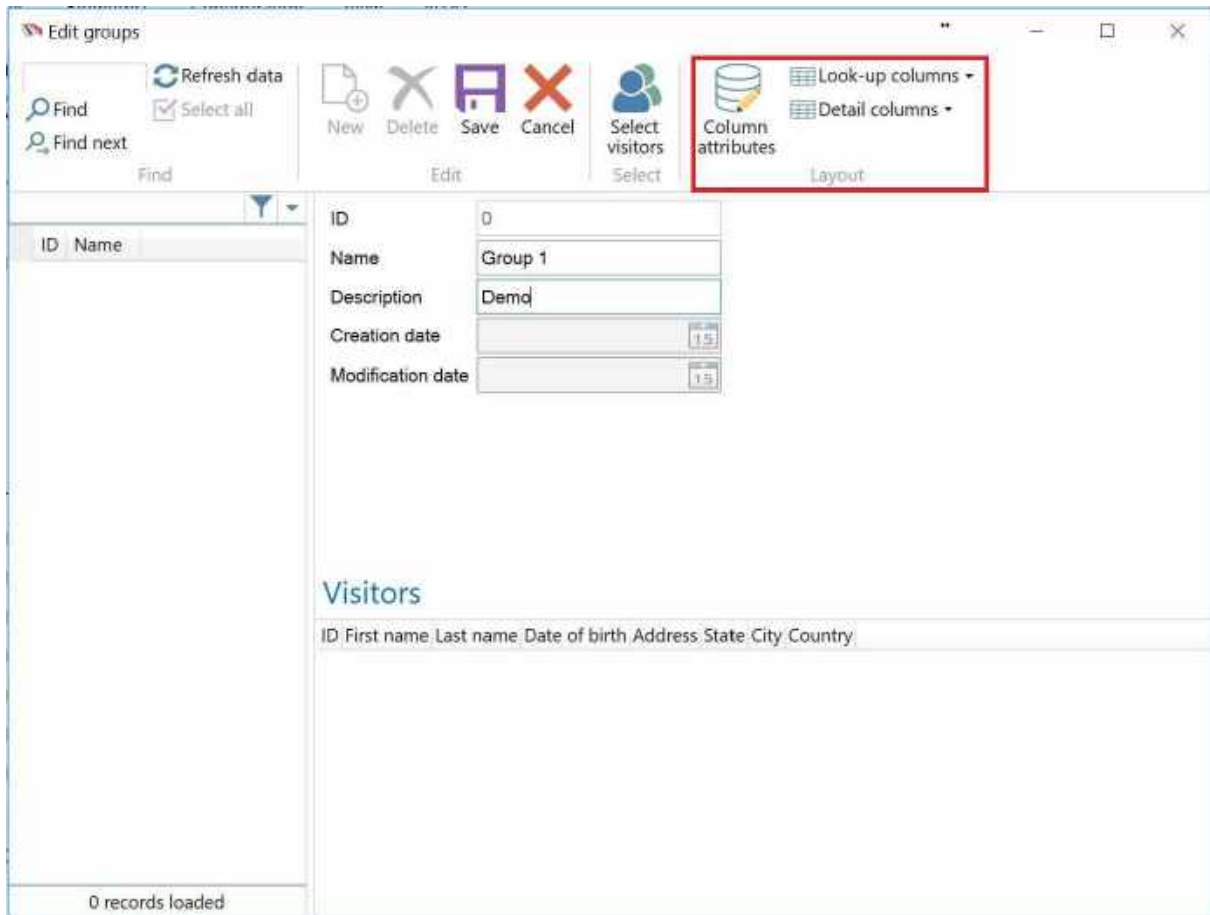 Edit groups
Refresh data
Find
Select all
Find next
Find
New
Delete
Save
Cancel
Edit
Select
visitors
Select
Column
attributes
Look-up columns
Detail columns
Layout
ID Name
0 records loaded
ID 0
Name Group 1
Description Demo
Creation date 15
Modification date 15
Visitors
ID First name Last name Date of birth Address State City Country